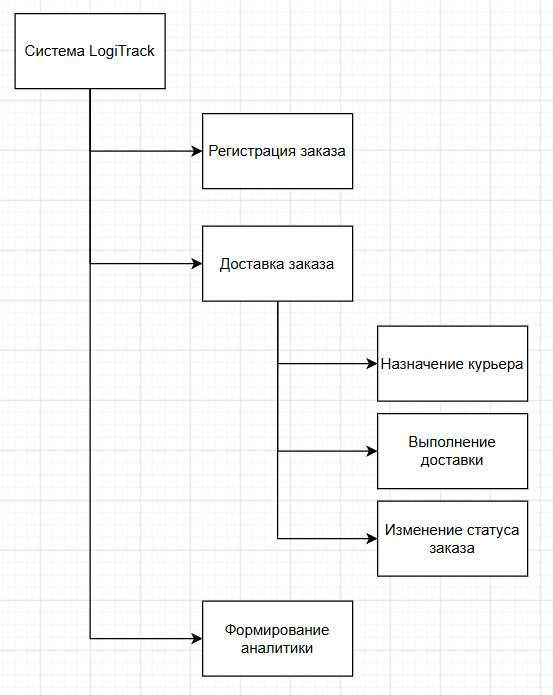 Система LogiTrack
Регистрация заказа
Доставка заказа
Назначение курьера
Выполнение
доставки
Изменение статуса
заказа
Формирование
аналитики